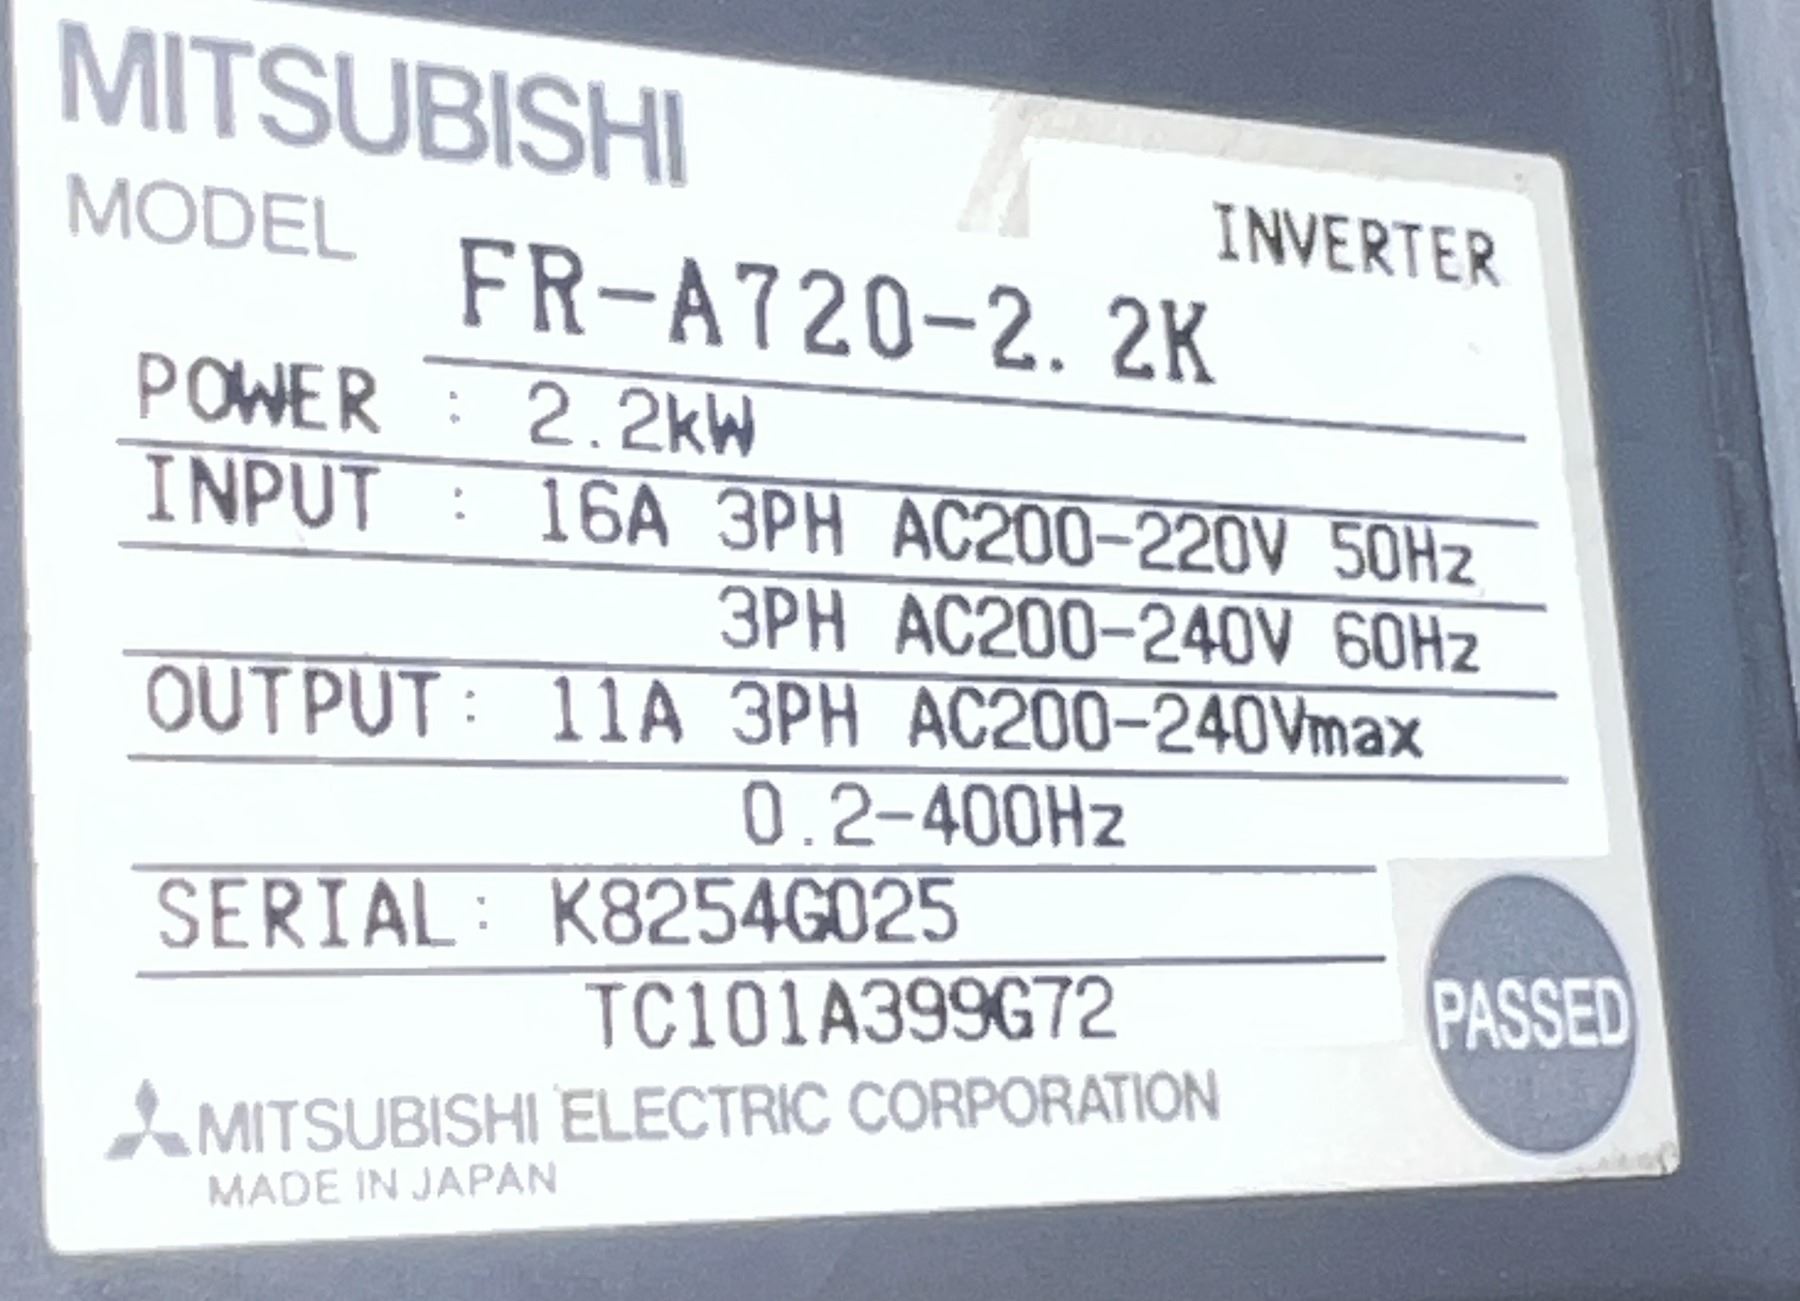 MITSUBISHI
INVERTER
MODEL FR-A720-2.2K
POWER : 2.2kW
INPUT : 16A 3PH AC200-220V 50Hz
3PH AC200-240V 60Hz
OUTPUT: 11A 3PH AC200-240Vmax
0.2-400Hz
SERIAL: K8254G025
TC101A399G72
PASSED
MITSUBISHI ELECTRIC CORPORATION
MADE IN JAPAN